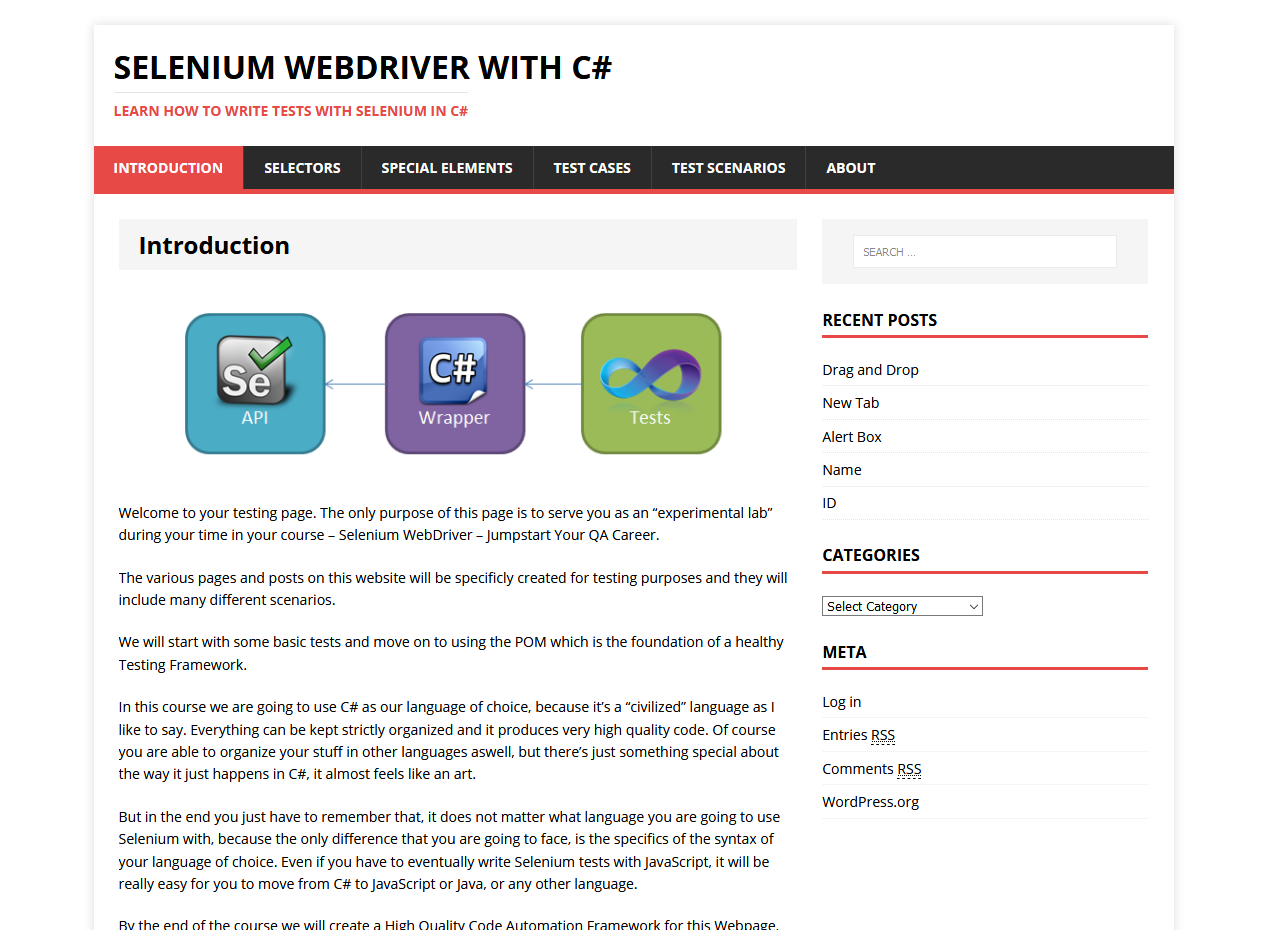 SELENIUM WEBDRIVER WITH C#
LEARN HOW TO WRITE TESTS WITH SELENIUM IN C#
INTRODUCTION SELECTORS SPECIAL ELEMENTS TEST CASES TEST SCENARIOS ABOUT
Introduction
Se
API
C#
Wrapper
Tests
Welcome to your testing page. The only purpose of this page is to serve you as an “experimental lab”
during your time in your course – Selenium WebDriver – Jumpstart Your QA Career.
The various pages and posts on this website will be specificly created for testing purposes and they will
include many different scenarios.
We will start with some basic tests and move on to using the POM which is the foundation of a healthy
Testing Framework.
In this course we are going to use C# as our language of choice, because it’s a “civilized” language as I
like to say. Everything can be kept strictly organized and it produces very high quality code. Of course
you are able to organize your stuff in other languages aswell, but there’s just something special about
the way it just happens in C#, it almost feels like an art.
But in the end you just have to remember that, it does not matter what language you are going to use
Selenium with, because the only difference that you are going to face, is the specifics of the syntax of
your language of choice. Even if you have to eventually write Selenium tests with JavaScript, it will be
really easy for you to move from C# to JavaScript or Java, or any other language.
By the end of the course we will create a High Quality Code Automation Framework for this Webpage.
SEARCH ...
RECENT POSTS
Drag and Drop
New Tab
Alert Box
Name
ID
CATEGORIES
Select Category
META
Log in
Entries RSS
Comments RSS
WordPress.org